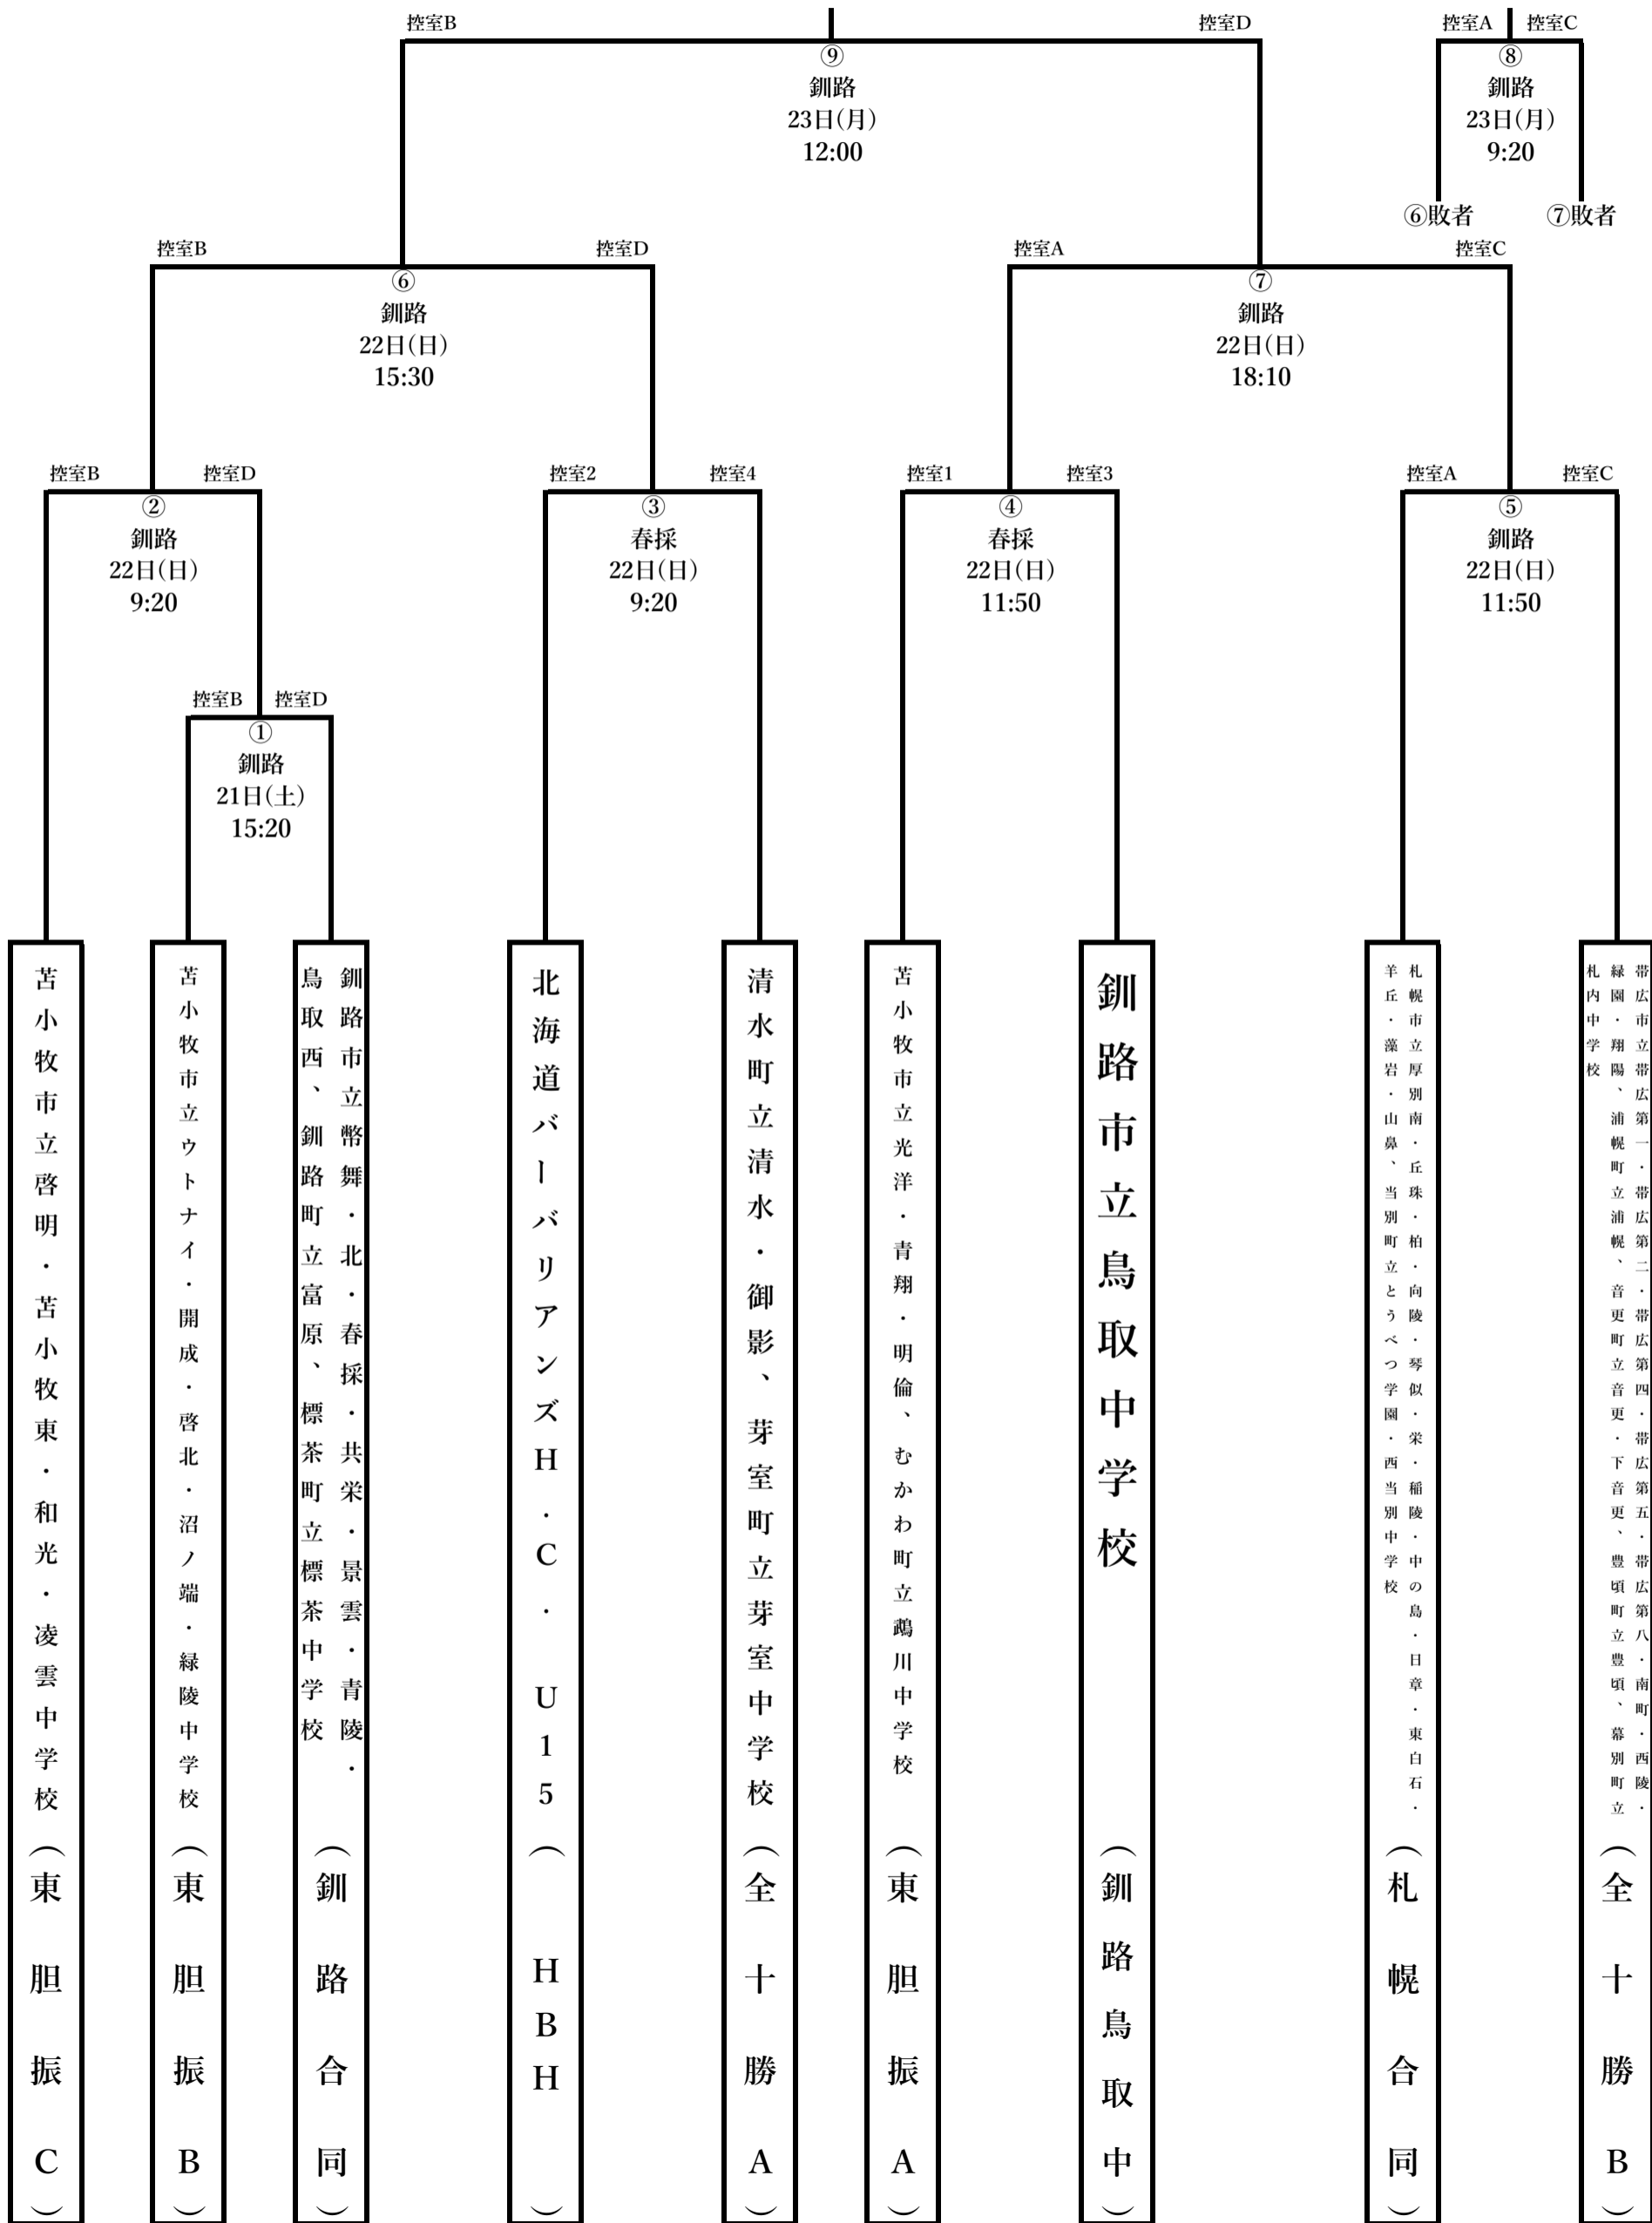 控室B
控室D
⑨
釧路
23日(月)
12:00
控室A
控室C
⑧
釧路
23日(月)
9:20
⑥敗者
⑦敗者
控室B
控室D
⑥
釧路
22日(日)
15:30
控室A
控室C
⑦
釧路
22日(日)
18:10
控室B
控室D
②
釧路
22日(日)
9:20
控室2
控室4
③
春採
22日(日)
9:20
控室1
控室3
④
春採
22日(日)
11:50
控室A
控室C
⑤
釧路
22日(日)
11:50
控室B
控室D
①
釧路
21日(土)
15:20
苫小牧市立啓明・苫小牧東・和光・凌雲中学校
(東胆振C)
苫小牧市立ウトナイ・開成・啓北・沼ノ端・緑陵中学校
(東胆振B)
釧路市立幣舞・北・春採・共栄・景雲・青陵・
鳥取西、釧路町立富原、標茶町立標茶中学校
(釧路合同)
北海道バーバリアンズH.C. U15
(HBH)
清水町立清水・御影、芽室町立芽室中学校
(全十勝A)
苫小牧市立光洋・青翔・明倫、むかわ町立鵡川中学校
(東胆振A)
釧路市立鳥取中学校
(釧路鳥取中)
札幌市立厚別南・丘珠・柏・向陵・琴似・栄・稲陵・中の島・日章・東白石・
羊丘・藻岩・山鼻、当別町立とうべつ学園・西当別中学校
(札幌合同)
帯広市立帯広第一・帯広第二・帯広第四・帯広第五・帯広第八・南町・西陵・
緑園・翔陽、浦幌町立浦幌、音更町立音更・下音更、豊頃町立豊頃、幕別町立
札内中学校
(全十勝B)